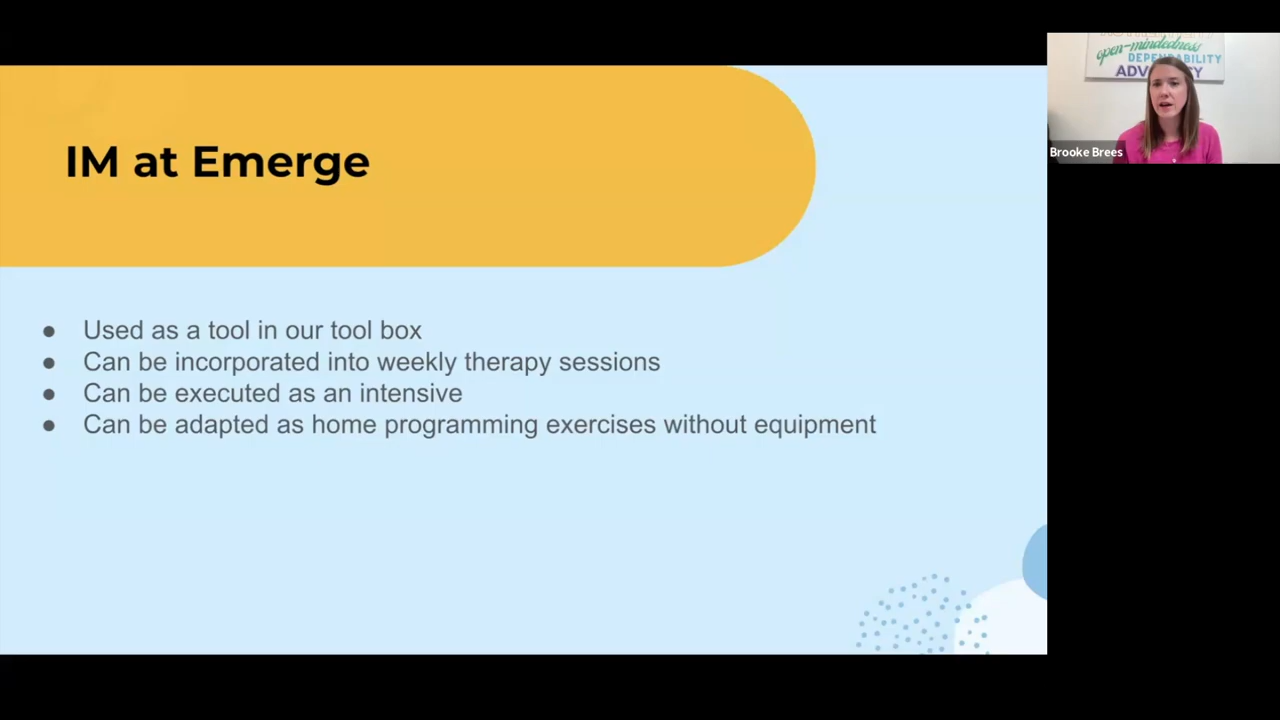 IM at Emerge
● Used as a tool in our tool box
● Can be incorporated into weekly therapy sessions
● Can be executed as an intensive
● Can be adapted as home programming exercises without equipment
open-mindedness
DEPENDABILITY
Brooke Brees